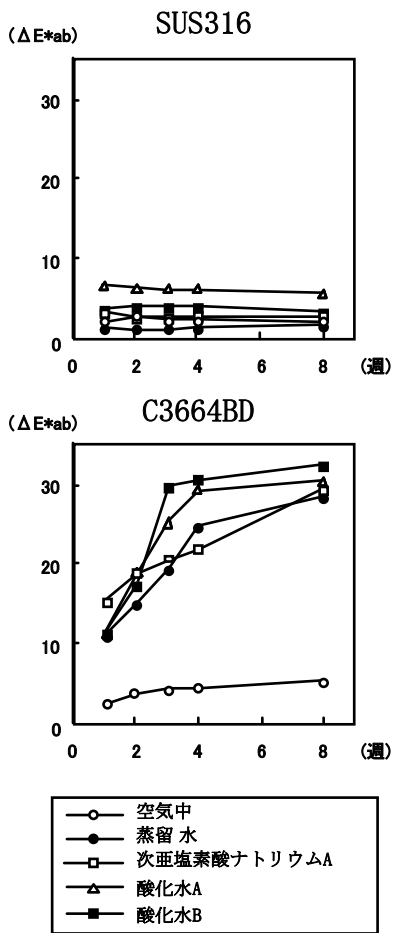 SUS316
(ΔE*ab)
30
20
10
0
0 2 4 6 8 (週)
C3664BD
(ΔE*ab)
30
20
10
0
0 2 4 6 8 (週)
空気中
蒸留 水
次亜塩素酸ナトリウムA
酸化水A
酸化水B